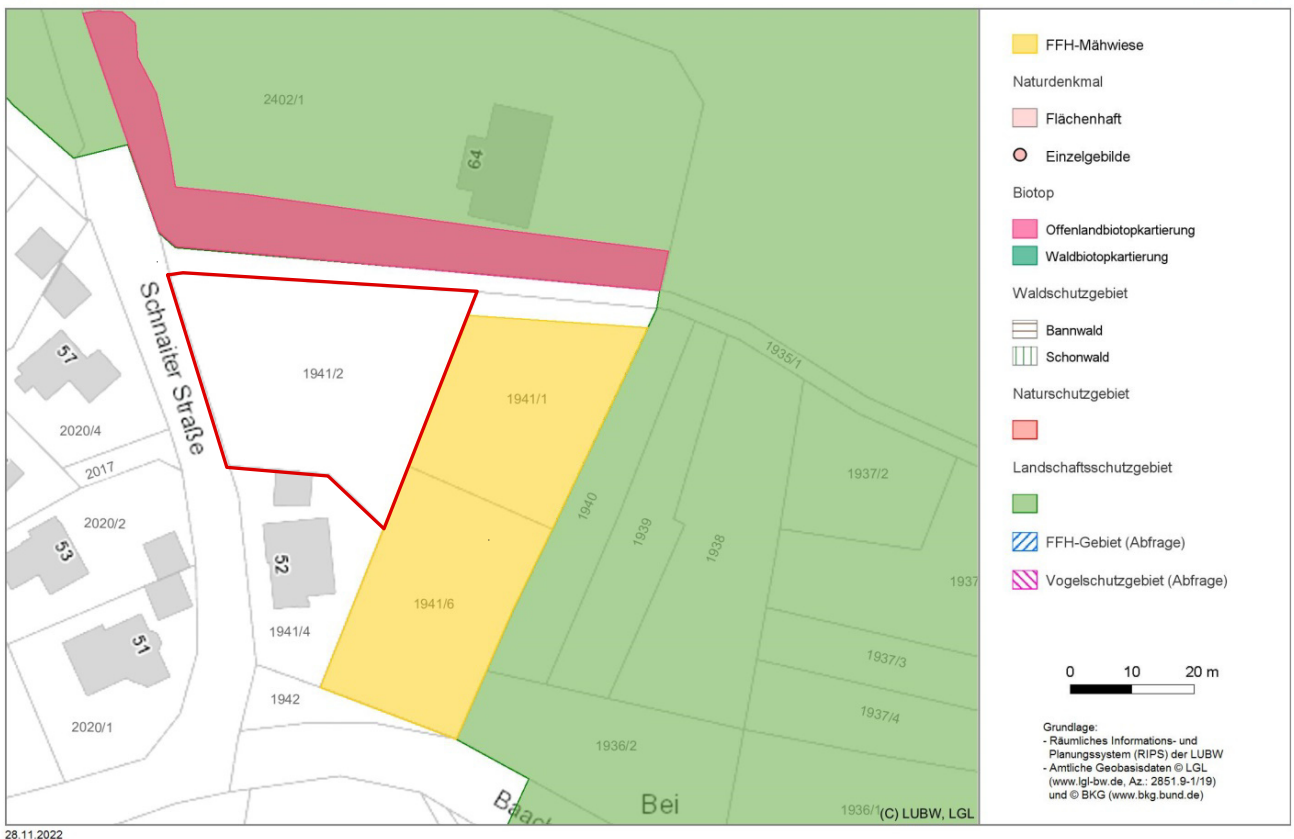 2402/1
64
Schnaiter Straße
57
1941/2
1941/1
1935/1
2020/4
2017
1937/2
2020/2
1940
1939
1938
53
52
1937
1941/6
51
1941/4
1937/3
1942
1937/4
2020/1
1936/2
Baach
Bei
1936/1
(C) LUBW, LGL
FFH-Mähwiese
Naturdenkmal
Flächenhaft
Einzelgebilde
Biotop
Offenlandbiotopkartierung
Waldbiotopkartierung
Waldschutzgebiet
Bannwald
Schonwald
Naturschutzgebiet
Landschaftsschutzgebiet
FFH-Gebiet (Abfrage)
Vogelschutzgebiet (Abfrage)
0 10 20 m
Grundlage:
- Räumliches Informations- und
Planungssystem (RIPS) der LUBW
- Amtliche Geobasisdaten © LGL
(www.lgl-bw.de, Az.: 2851.9-1/19)
und © BKG (www.bkg.bund.de)
28.11.2022